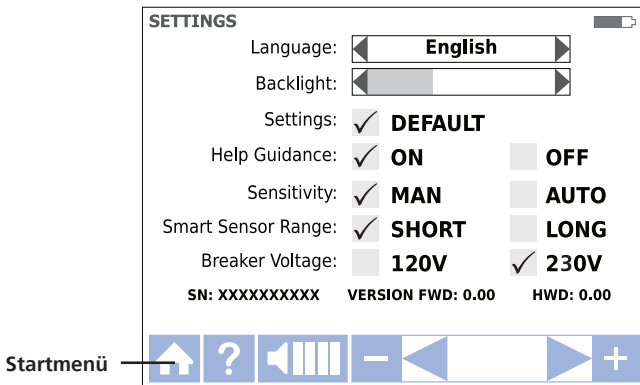 SETTINGS
Language: English
Backlight:
Settings: ✓ DEFAULT
Help Guidance: ✓ ON OFF
Sensitivity: ✓ MAN AUTO
Smart Sensor Range: ✓ SHORT LONG
Breaker Voltage: 120V ✓ 230V
SN: XXXXXXXXXX VERSION FWD: 0.00 HWD: 0.00
Startmenü ? − +